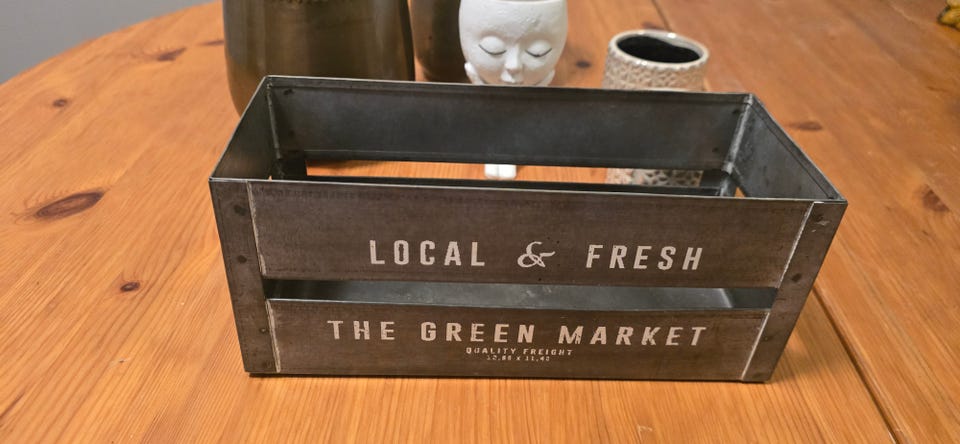 LOCAL & FRESH
THE GREEN MARKET
QUALITY FREIGHT